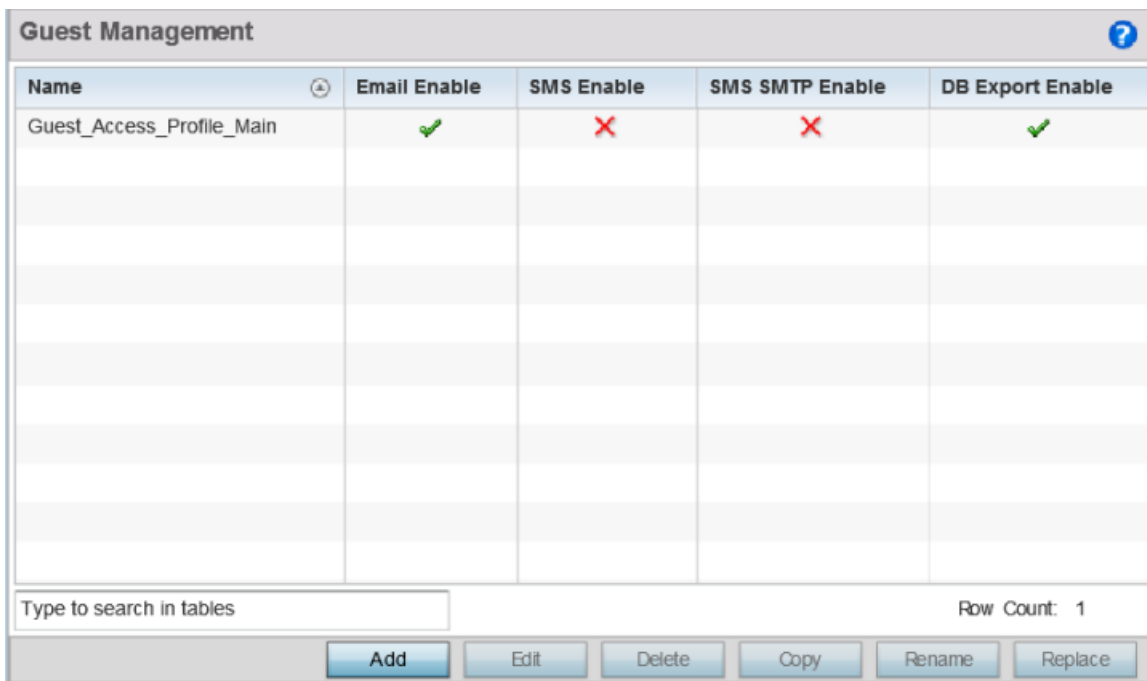 Guest Management
?
Name Email Enable SMS Enable SMS SMTP Enable DB Export Enable
Guest_Access_Profile_Main
Type to search in tables Row Count: 1
Add Edit Delete Copy Rename Replace